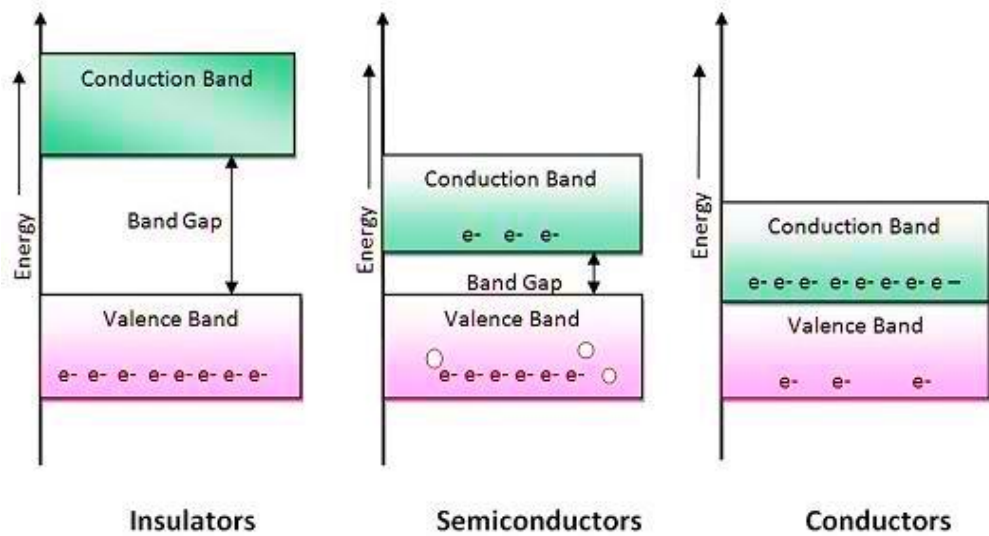 Conduction Band
Band Gap
Energy
Valence Band
e- e- e- e- e- e- e- e-
Insulators
Conduction Band
e- e- e-
Energy
Band Gap
Valence Band
e- e- e- e- e- e-
Semiconductors
Energy
Conduction Band
e- e- e- e- e- e- e- e –
Valence Band
e- e- e-
Conductors